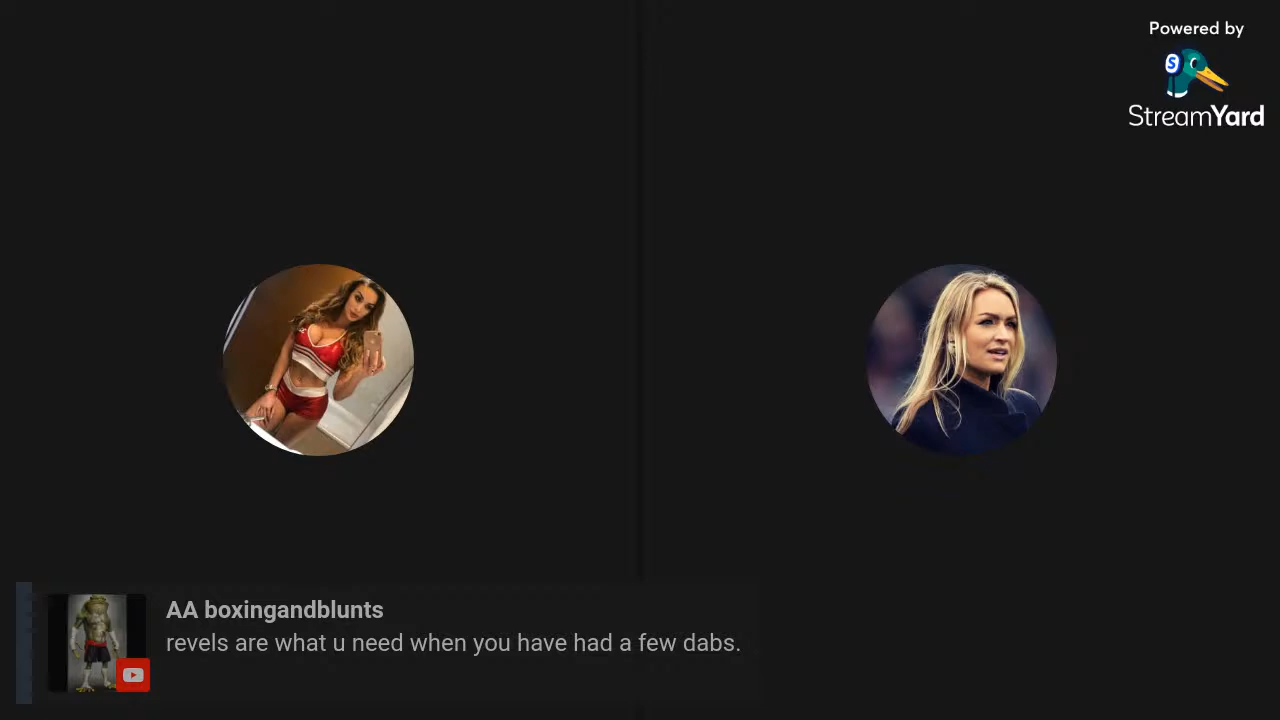 Powered by
StreamYard
AA boxingandblunts
revels are what u need when you have had a few dabs.